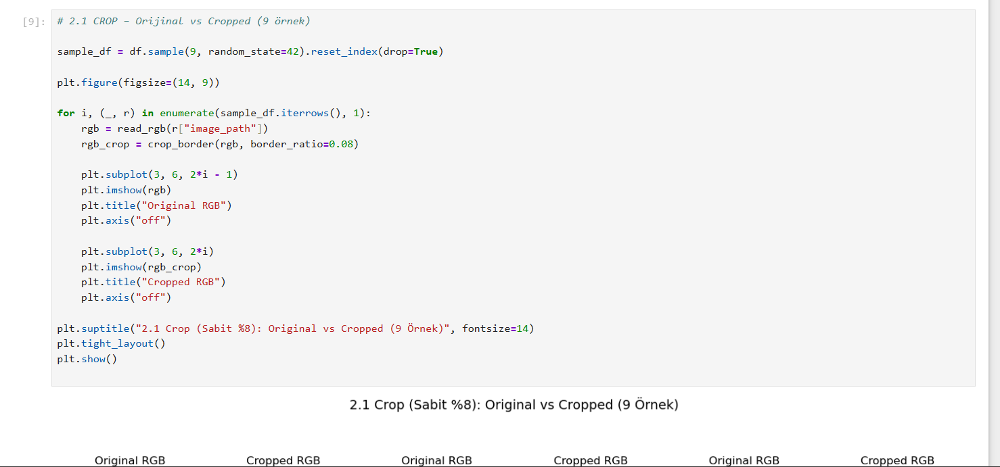 [9]: # 2.1 CROP – Orijinal vs Cropped (9 örnek)
sample_df = df.sample(9, random_state=42).reset_index(drop=True)
plt.figure(figsize=(14, 9))
for i, (_, r) in enumerate(sample_df.iterrows(), 1):
    rgb = read_rgb(r["image_path"])
    rgb_crop = crop_border(rgb, border_ratio=0.08)
    plt.subplot(3, 6, 2*i - 1)
    plt.imshow(rgb)
    plt.title("Original RGB")
    plt.axis("off")
    plt.subplot(3, 6, 2*i)
    plt.imshow(rgb_crop)
    plt.title("Cropped RGB")
    plt.axis("off")
plt.suptitle("2.1 Crop (Sabit %8): Original vs Cropped (9 Örnek)", fontsize=14)
plt.tight_layout()
plt.show()
2.1 Crop (Sabit %8): Original vs Cropped (9 Örnek)
Original RGB Cropped RGB Original RGB Cropped RGB Original RGB Cropped RGB